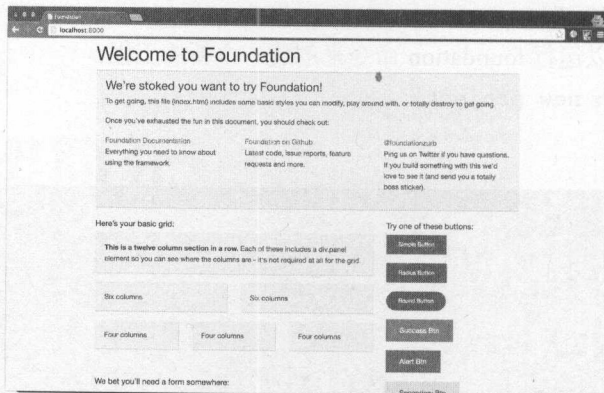 Foundation
localhost:8000
Welcome to Foundation
We're stoked you want to try Foundation!
To get going, this file (index.html) includes some basic styles you can modify, play around with, or totally destroy to get going.
Once you've exhausted the fun in this document, you should check out:
Foundation Documentation
Everything you need to know about
using the framework.
Foundation on Github
Latest code, issue reports, feature
requests and more.
@foundationzurb
Ping us on Twitter if you have questions.
If you build something with this we'd
love to see it (and send you a totally
boss sticker).
Here's your basic grid:
This is a twelve column section in a row. Each of these includes a div.panel
element so you can see where the columns are - it's not required at all for the grid.
Six columns
Six columns
Four columns
Four columns
Four columns
We bet you'll need a form somewhere:
Try one of these buttons:
Simple Button
Radius Button
Round Button
Success Btn
Alert Btn
Secondary Btn